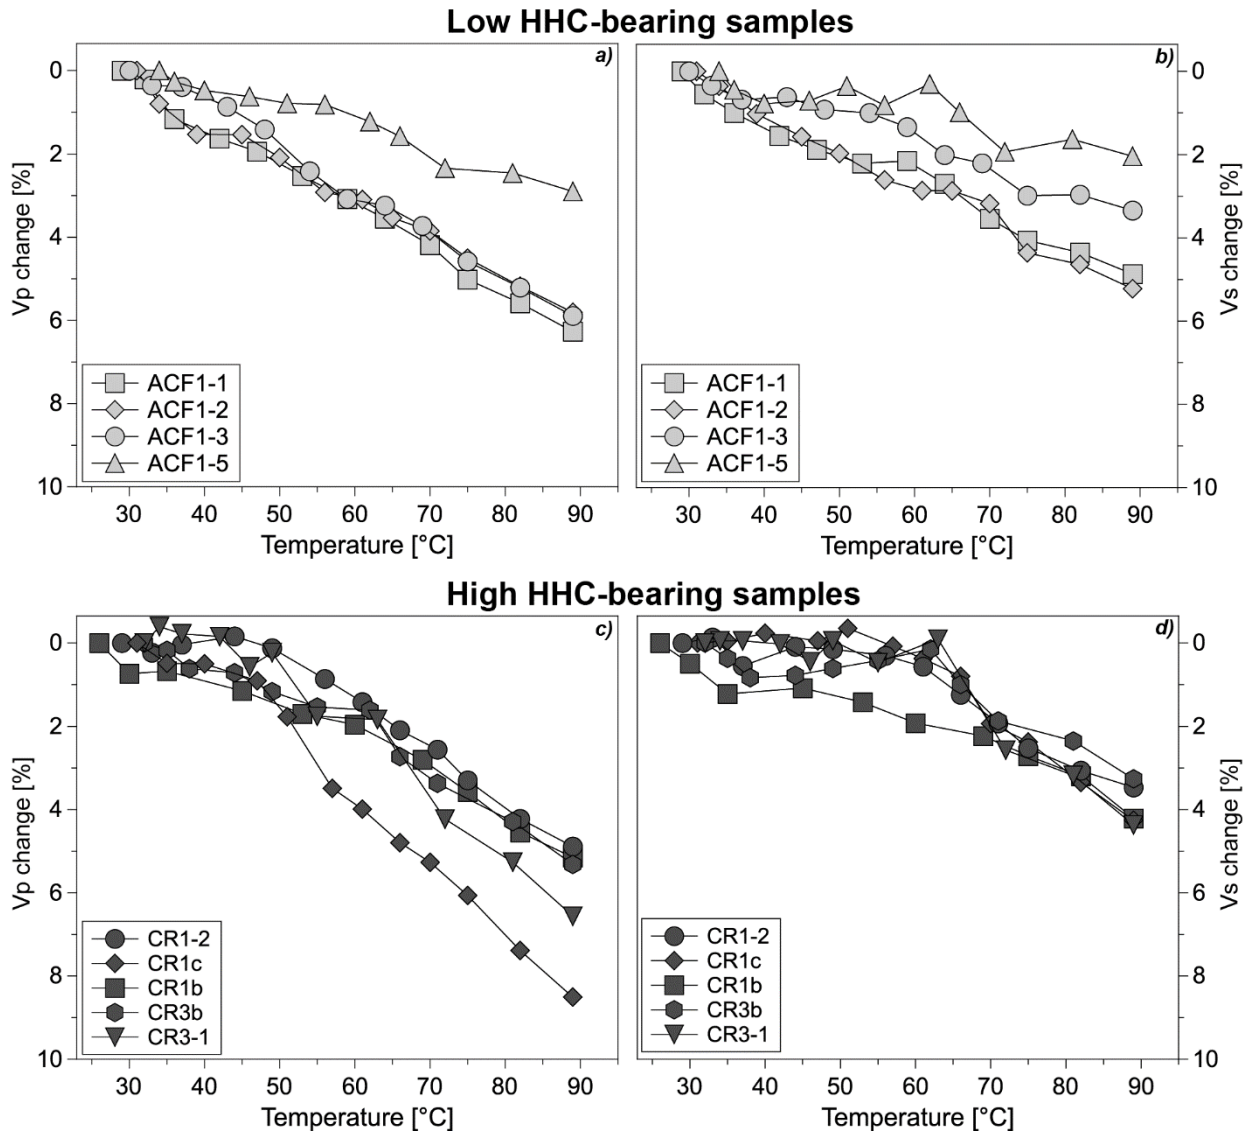 Low HHC-bearing samples
a)
0
2
4
6
8
10
Vp change [%]
ACF1-1
ACF1-2
ACF1-3
ACF1-5
30 40 50 60 70 80 90
Temperature [°C]
b)
0
2
4
6
8
10
Vs change [%]
ACF1-1
ACF1-2
ACF1-3
ACF1-5
30 40 50 60 70 80 90
Temperature [°C]
High HHC-bearing samples
c)
0
2
4
6
8
10
Vp change [%]
CR1-2
CR1c
CR1b
CR3b
CR3-1
30 40 50 60 70 80 90
Temperature [°C]
d)
0
2
4
6
8
10
Vs change [%]
CR1-2
CR1c
CR1b
CR3b
CR3-1
30 40 50 60 70 80 90
Temperature [°C]